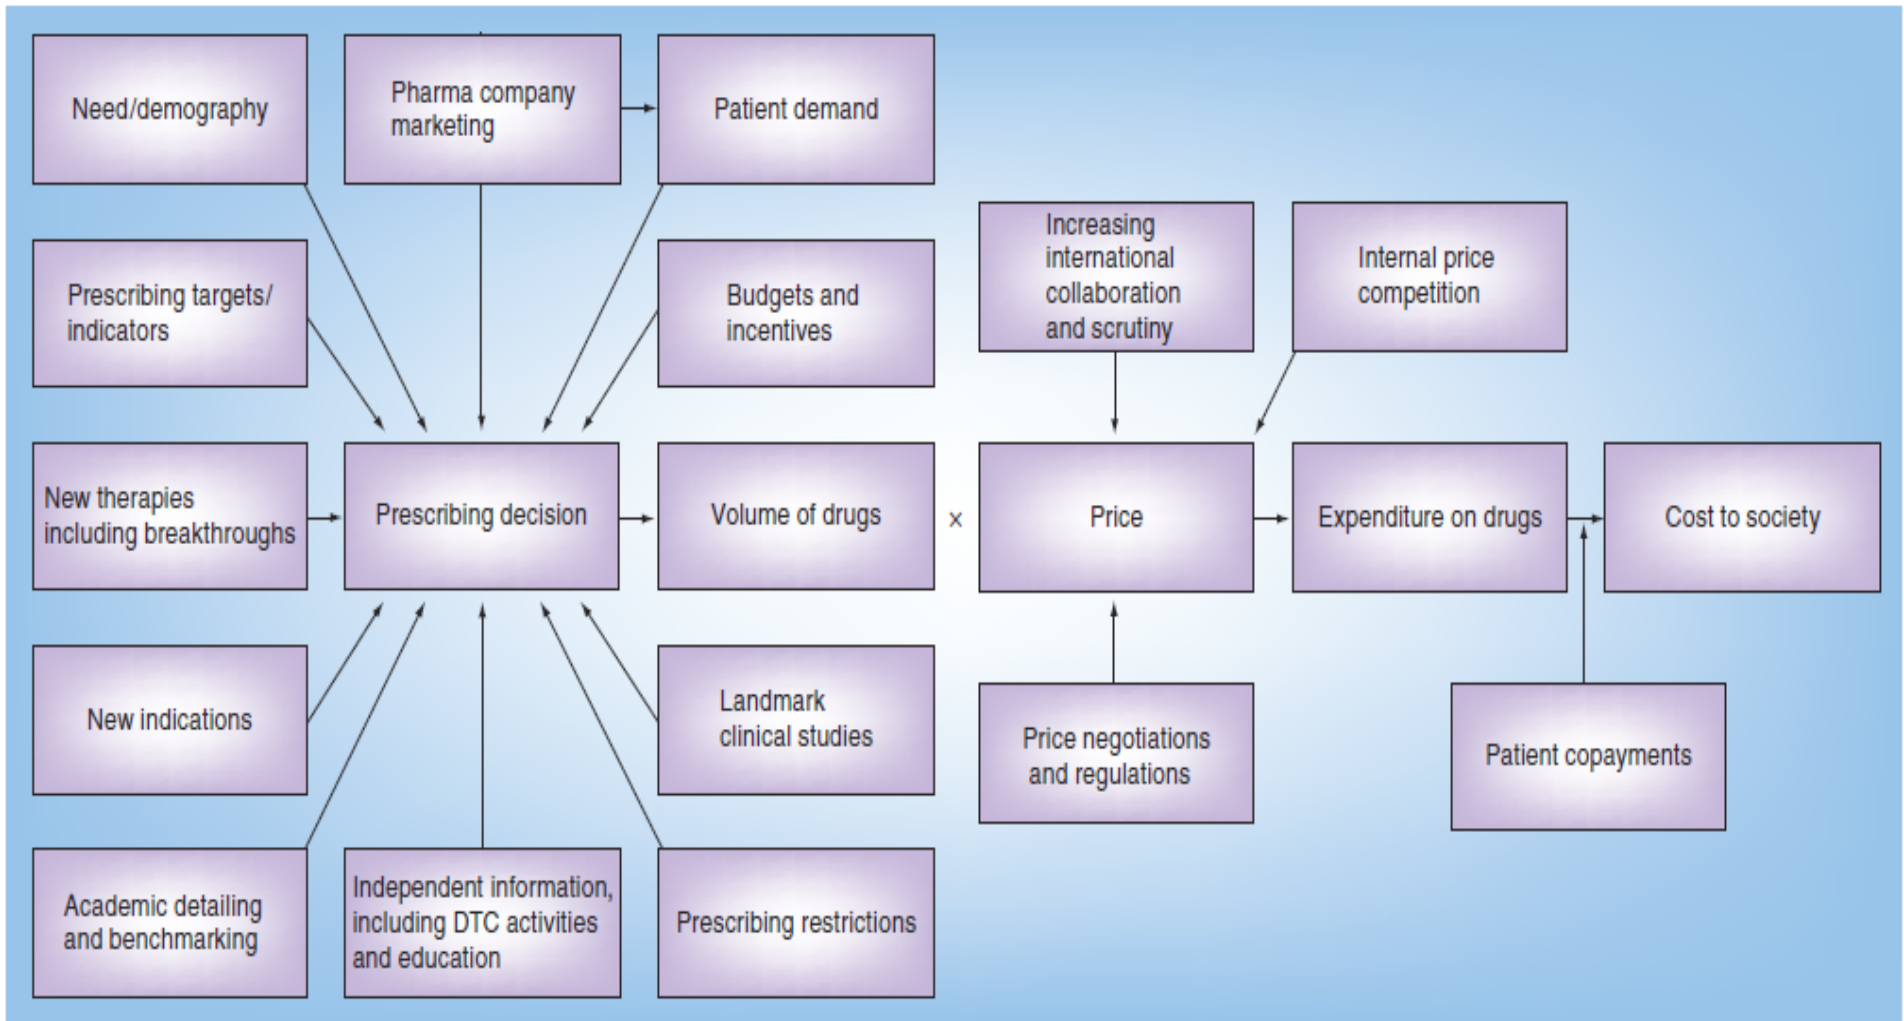 Need/demography
Pharma company
marketing
Patient demand
Increasing
international
collaboration
and scrutiny
Internal price
competition
Prescribing targets/
indicators
Budgets and
incentives
New therapies
including breakthroughs
Prescribing decision
Volume of drugs
×
Price
Expenditure on drugs
Cost to society
New indications
Landmark
clinical studies
Price negotiations
and regulations
Patient copayments
Academic detailing
and benchmarking
Independent information,
including DTC activities
and education
Prescribing restrictions